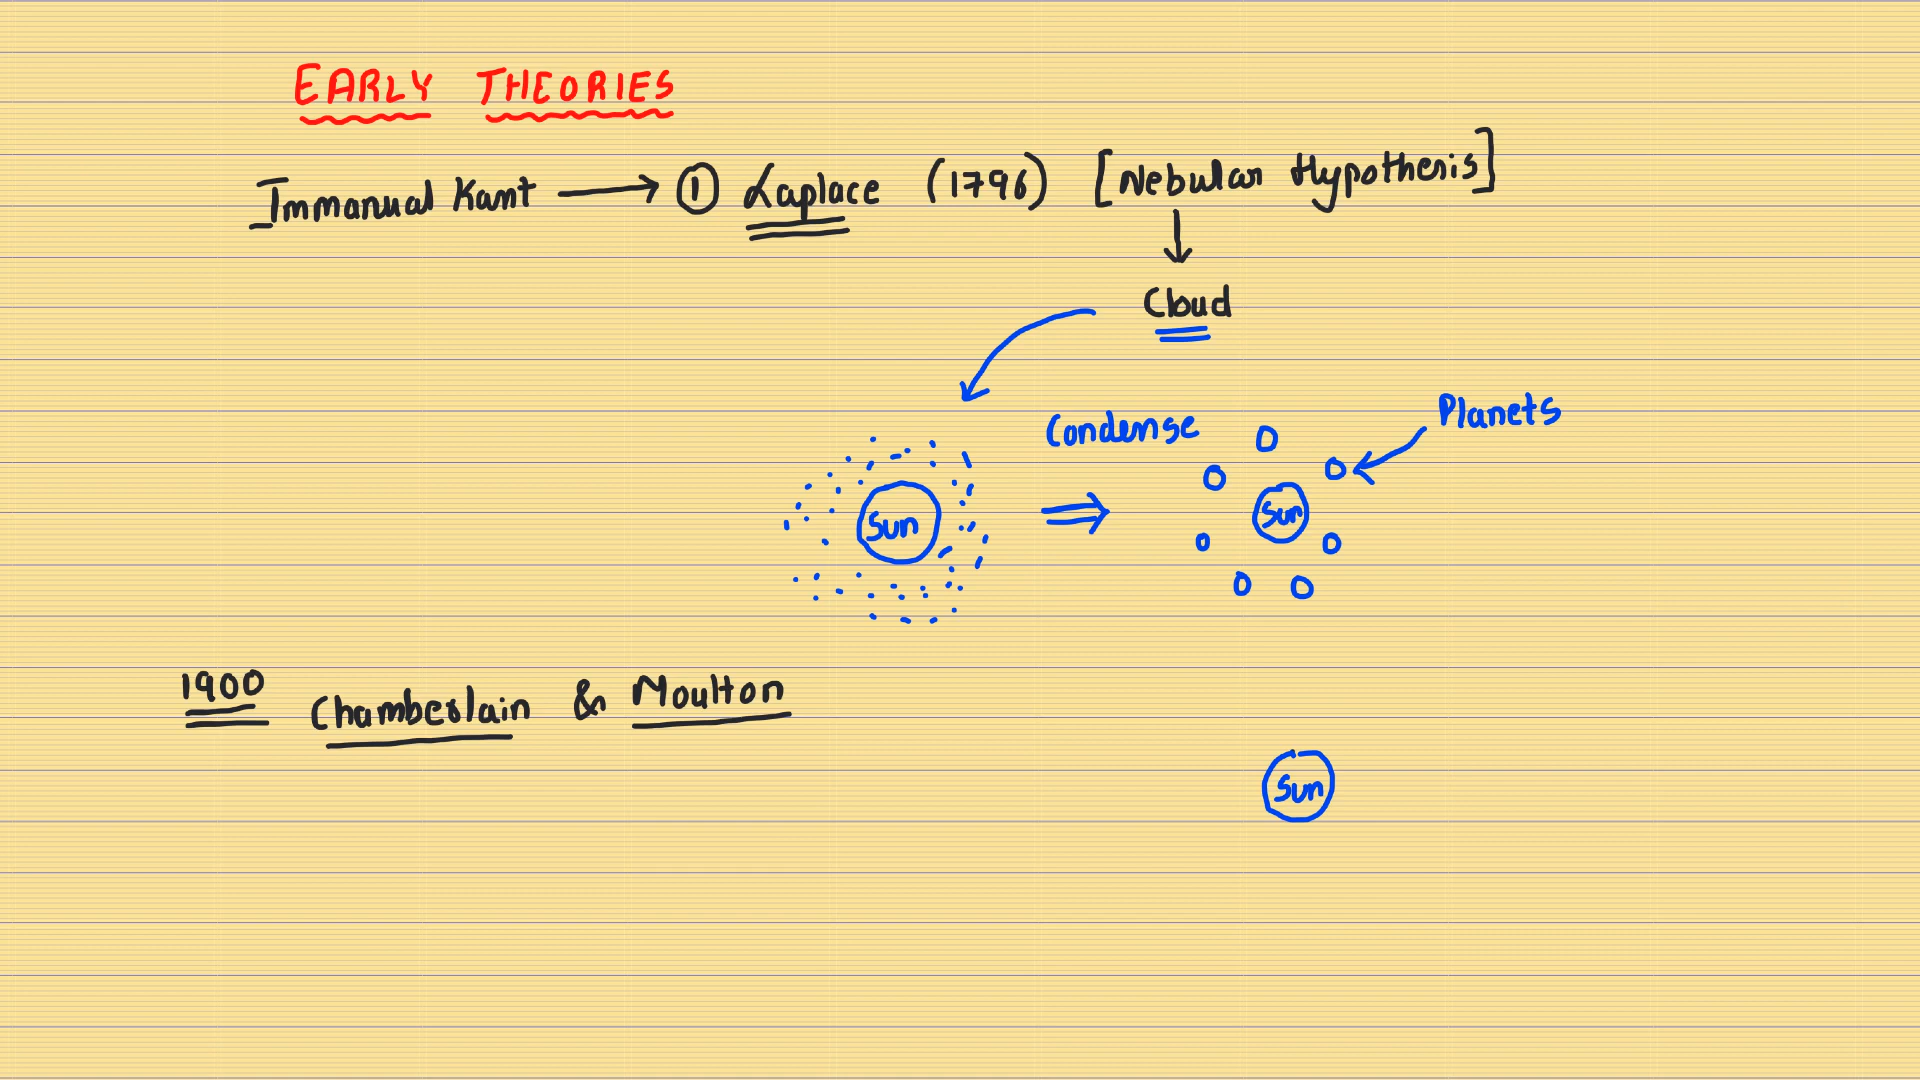 EARLY THEORIES
Immanual Kant → ① Laplace (1796) [Nebular Hypothesis]
Cloud
Planets
Condense
Sun
Sun
1900 Chamberlain & Moulton
Sun